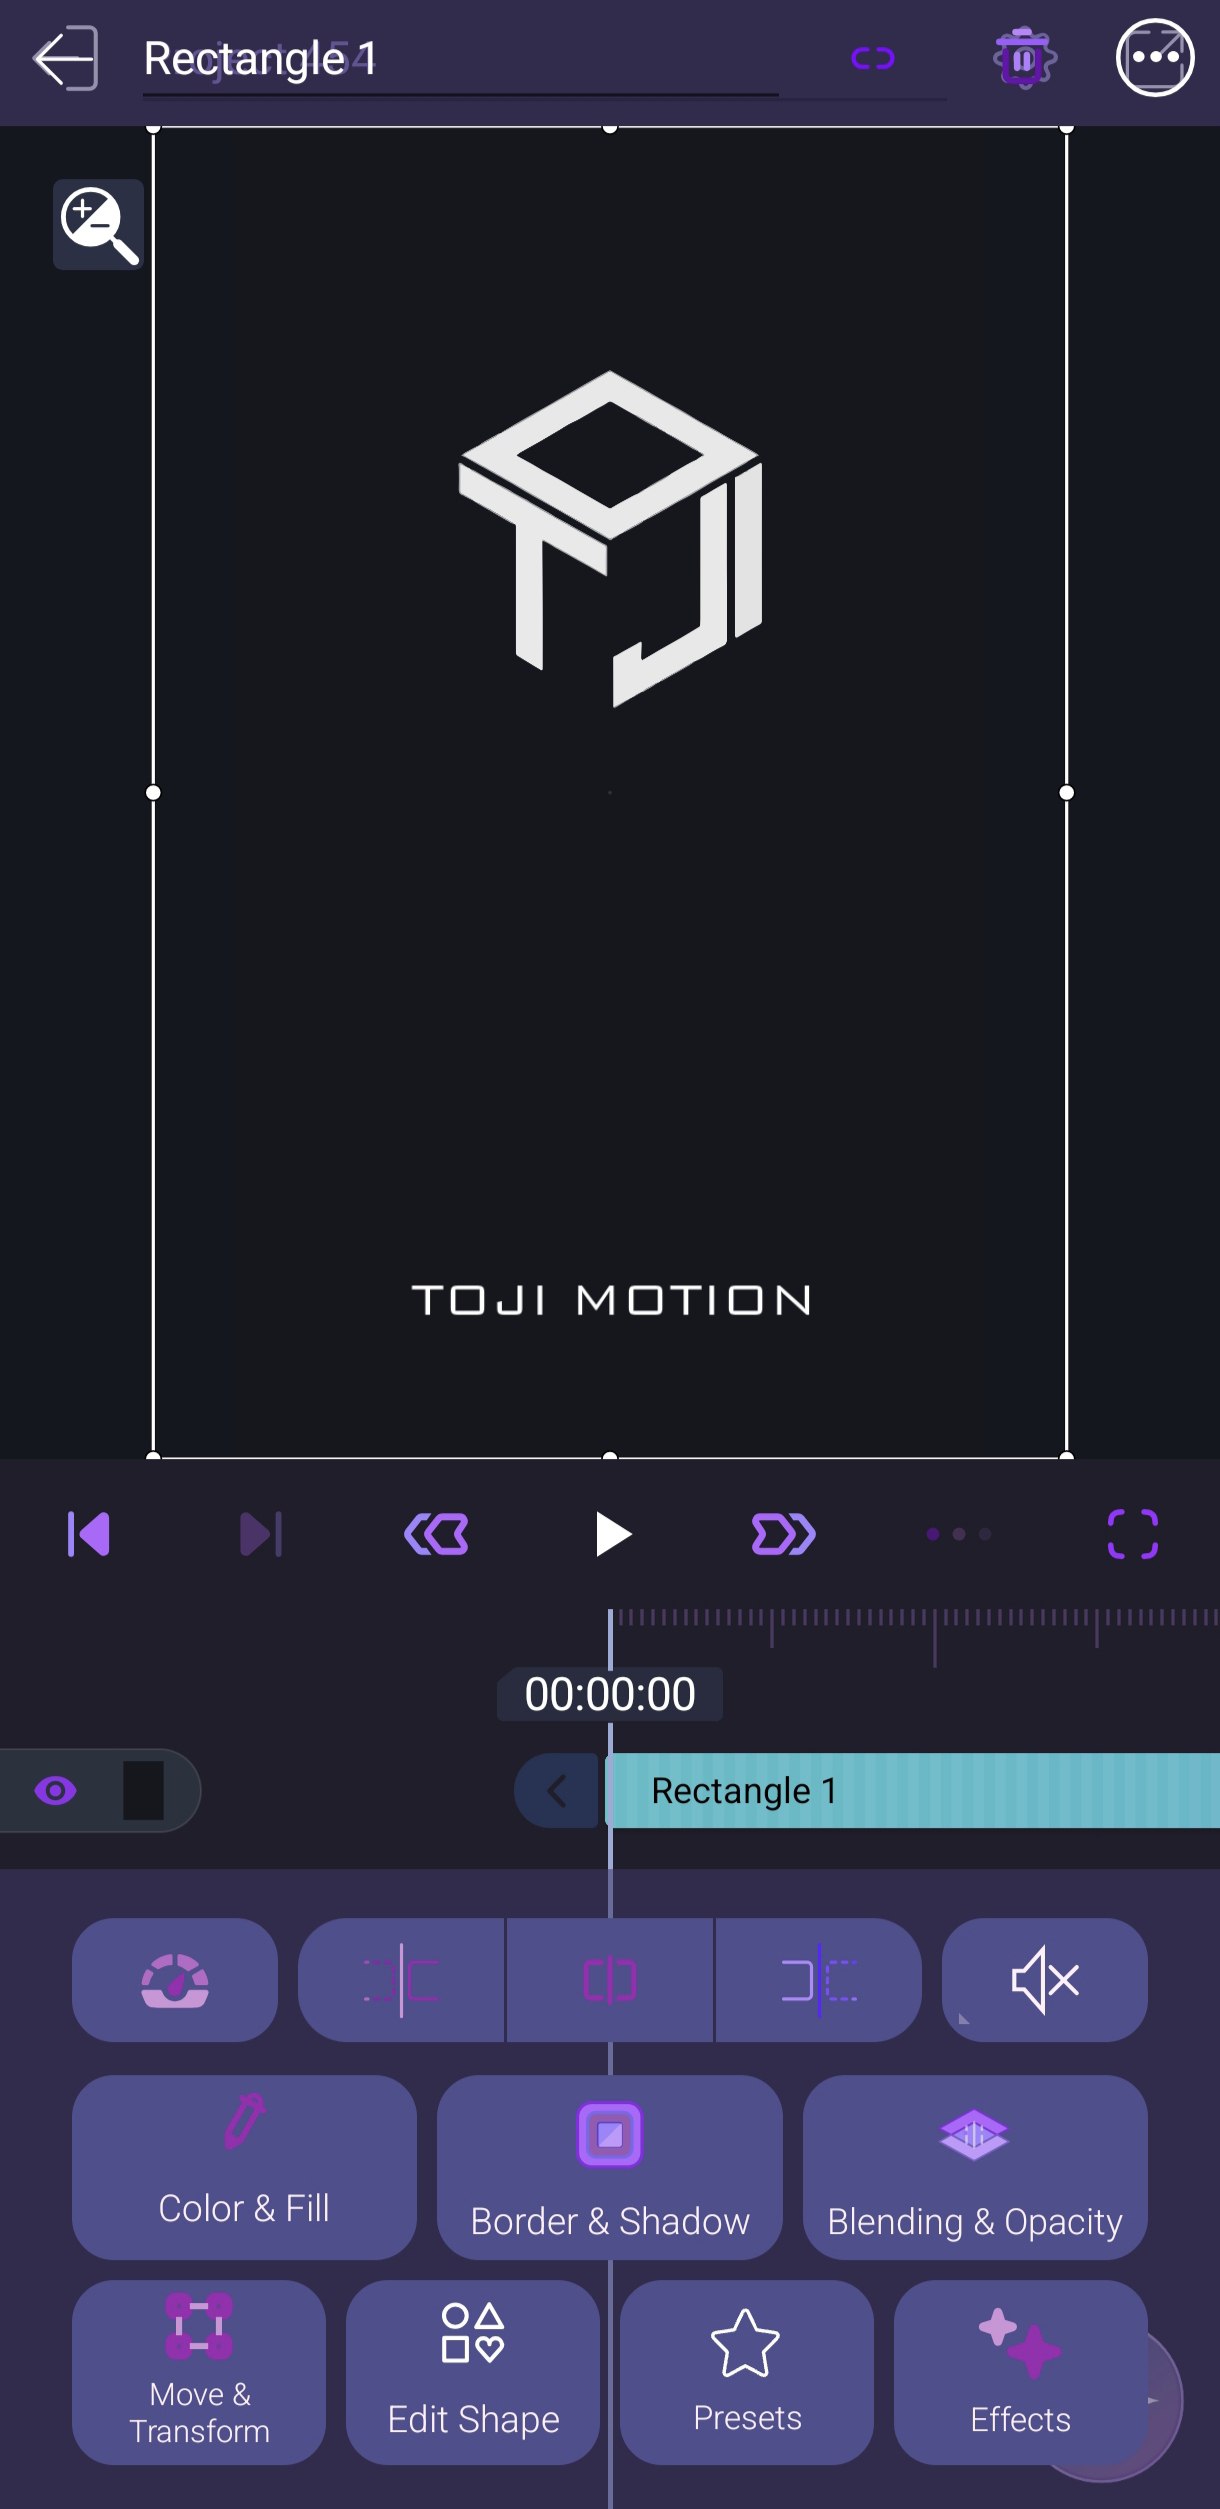 Rectangle 1
TOJI MOTION
00:00:00
Rectangle 1
Color & Fill
Border & Shadow
Blending & Opacity
Move &
Transform
Edit Shape
Presets
Effects